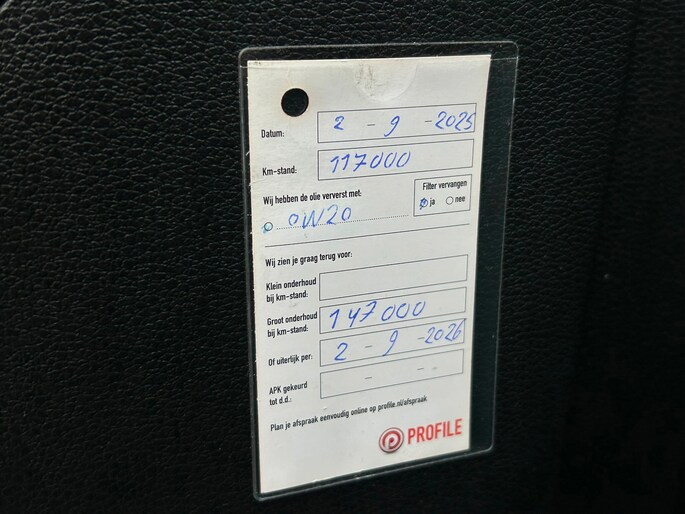 Datum: 2 - 9 - 2025
Km-stand: 117000
Wij hebben de olie ververst met:
Filter vervangen
0W20
ja nee
Wij zien je graag terug voor:
Klein onderhoud
bij km-stand:
Groot onderhoud
bij km-stand: 147000
Of uiterlijk per: 2 - 9 - 2026
APK gekeurd
tot d.d.: - -
Plan je afspraak eenvoudig online op profile.nl/afspraak
PROFILE